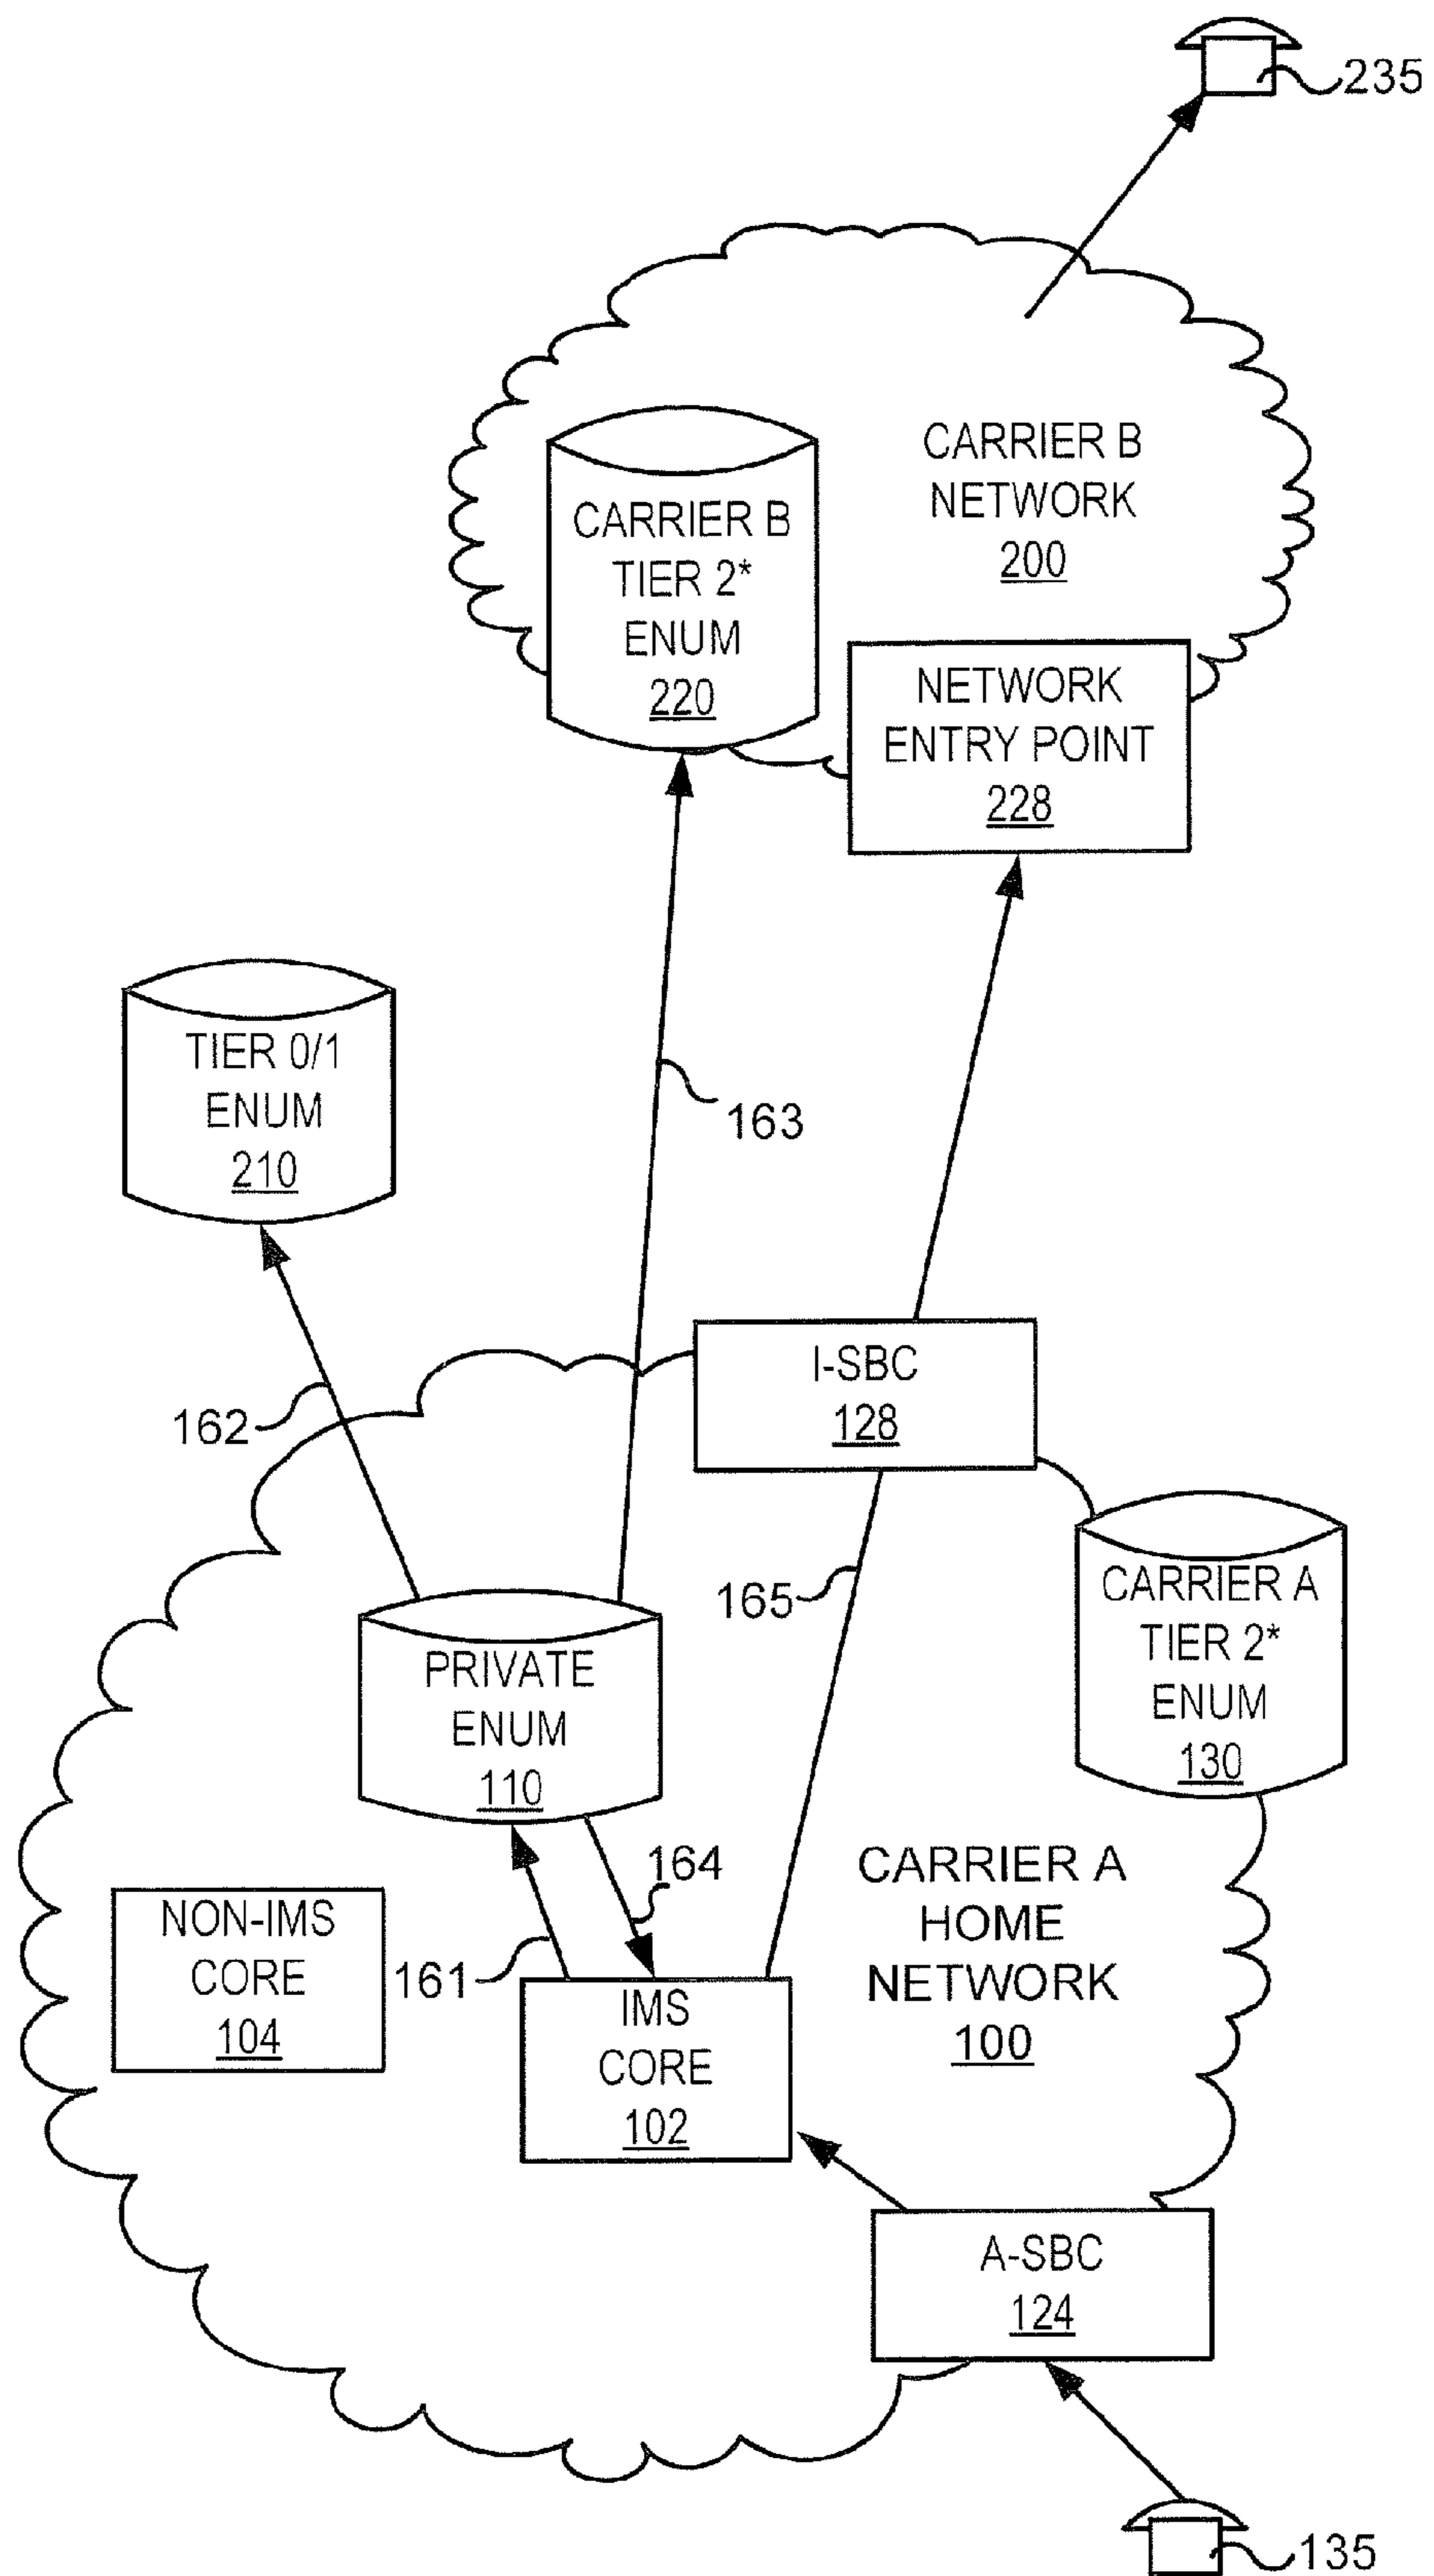 235
CARRIER B
NETWORK
200
CARRIER B
TIER 2*
ENUM
220
NETWORK
ENTRY POINT
228
TIER 0/1
ENUM
210
163
I-SBC
128
162
165
CARRIER A
TIER 2*
ENUM
130
PRIVATE
ENUM
110
164
161
CARRIER A
HOME
NETWORK
100
NON-IMS
CORE
104
IMS
CORE
102
A-SBC
124
135